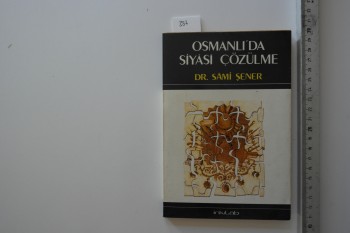 OSMANLI'DA
SİYASİ ÇÖZÜLME
DR. SAMİ ŞENER